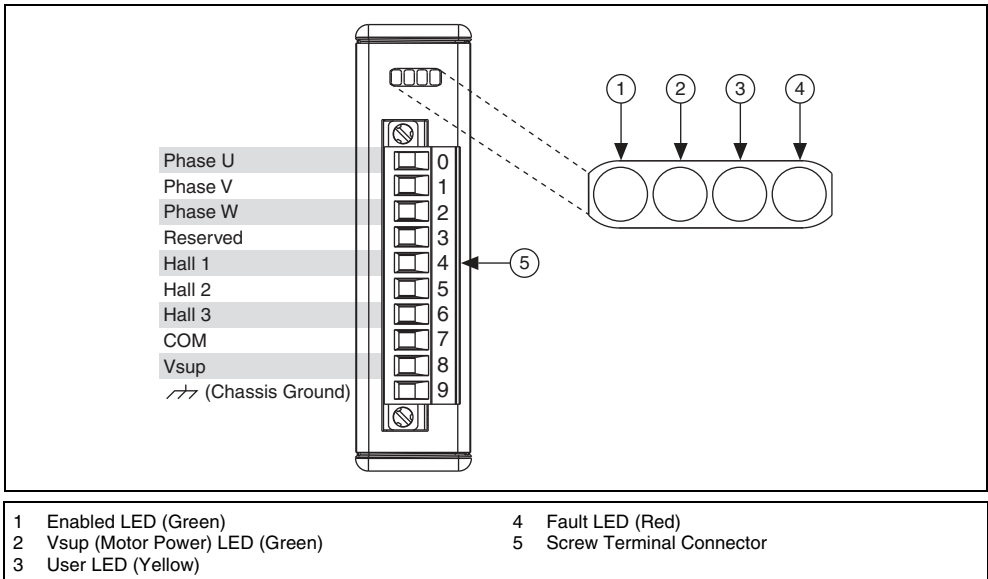 1 2 3 4
Phase U 0
Phase V 1
Phase W 2
Reserved 3
Hall 1 4 5
Hall 2 5
Hall 3 6
COM 7
Vsup 8
(Chassis Ground) 9
1 Enabled LED (Green)
2 Vsup (Motor Power) LED (Green)
3 User LED (Yellow)
4 Fault LED (Red)
5 Screw Terminal Connector